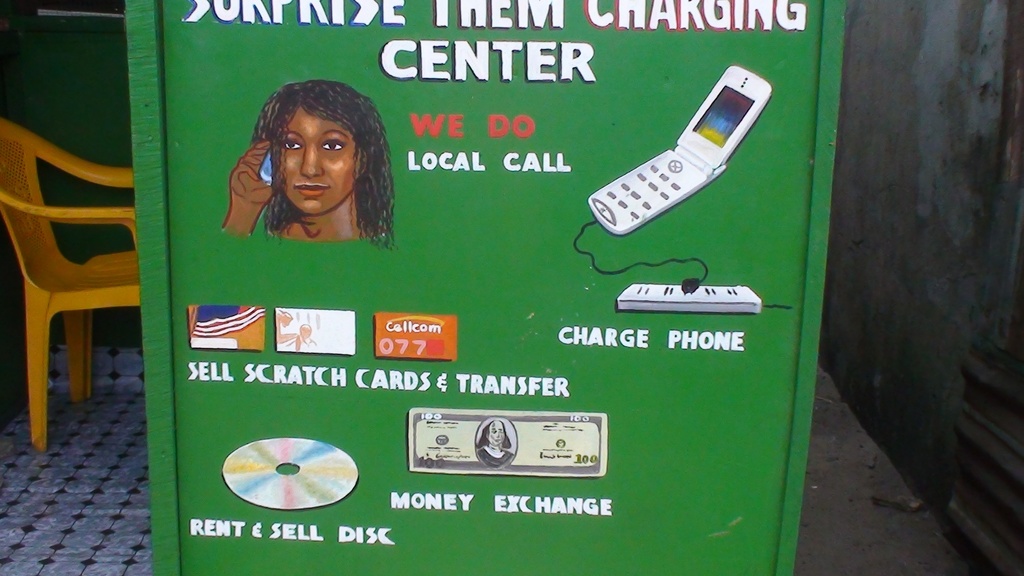 SURPRISE THEM CHARGING
CENTER
WE DO
LOCAL CALL
CHARGE PHONE
Cellcom
077
SELL SCRATCH CARDS & TRANSFER
100 100
100 100
MONEY EXCHANGE
RENT & SELL DISC